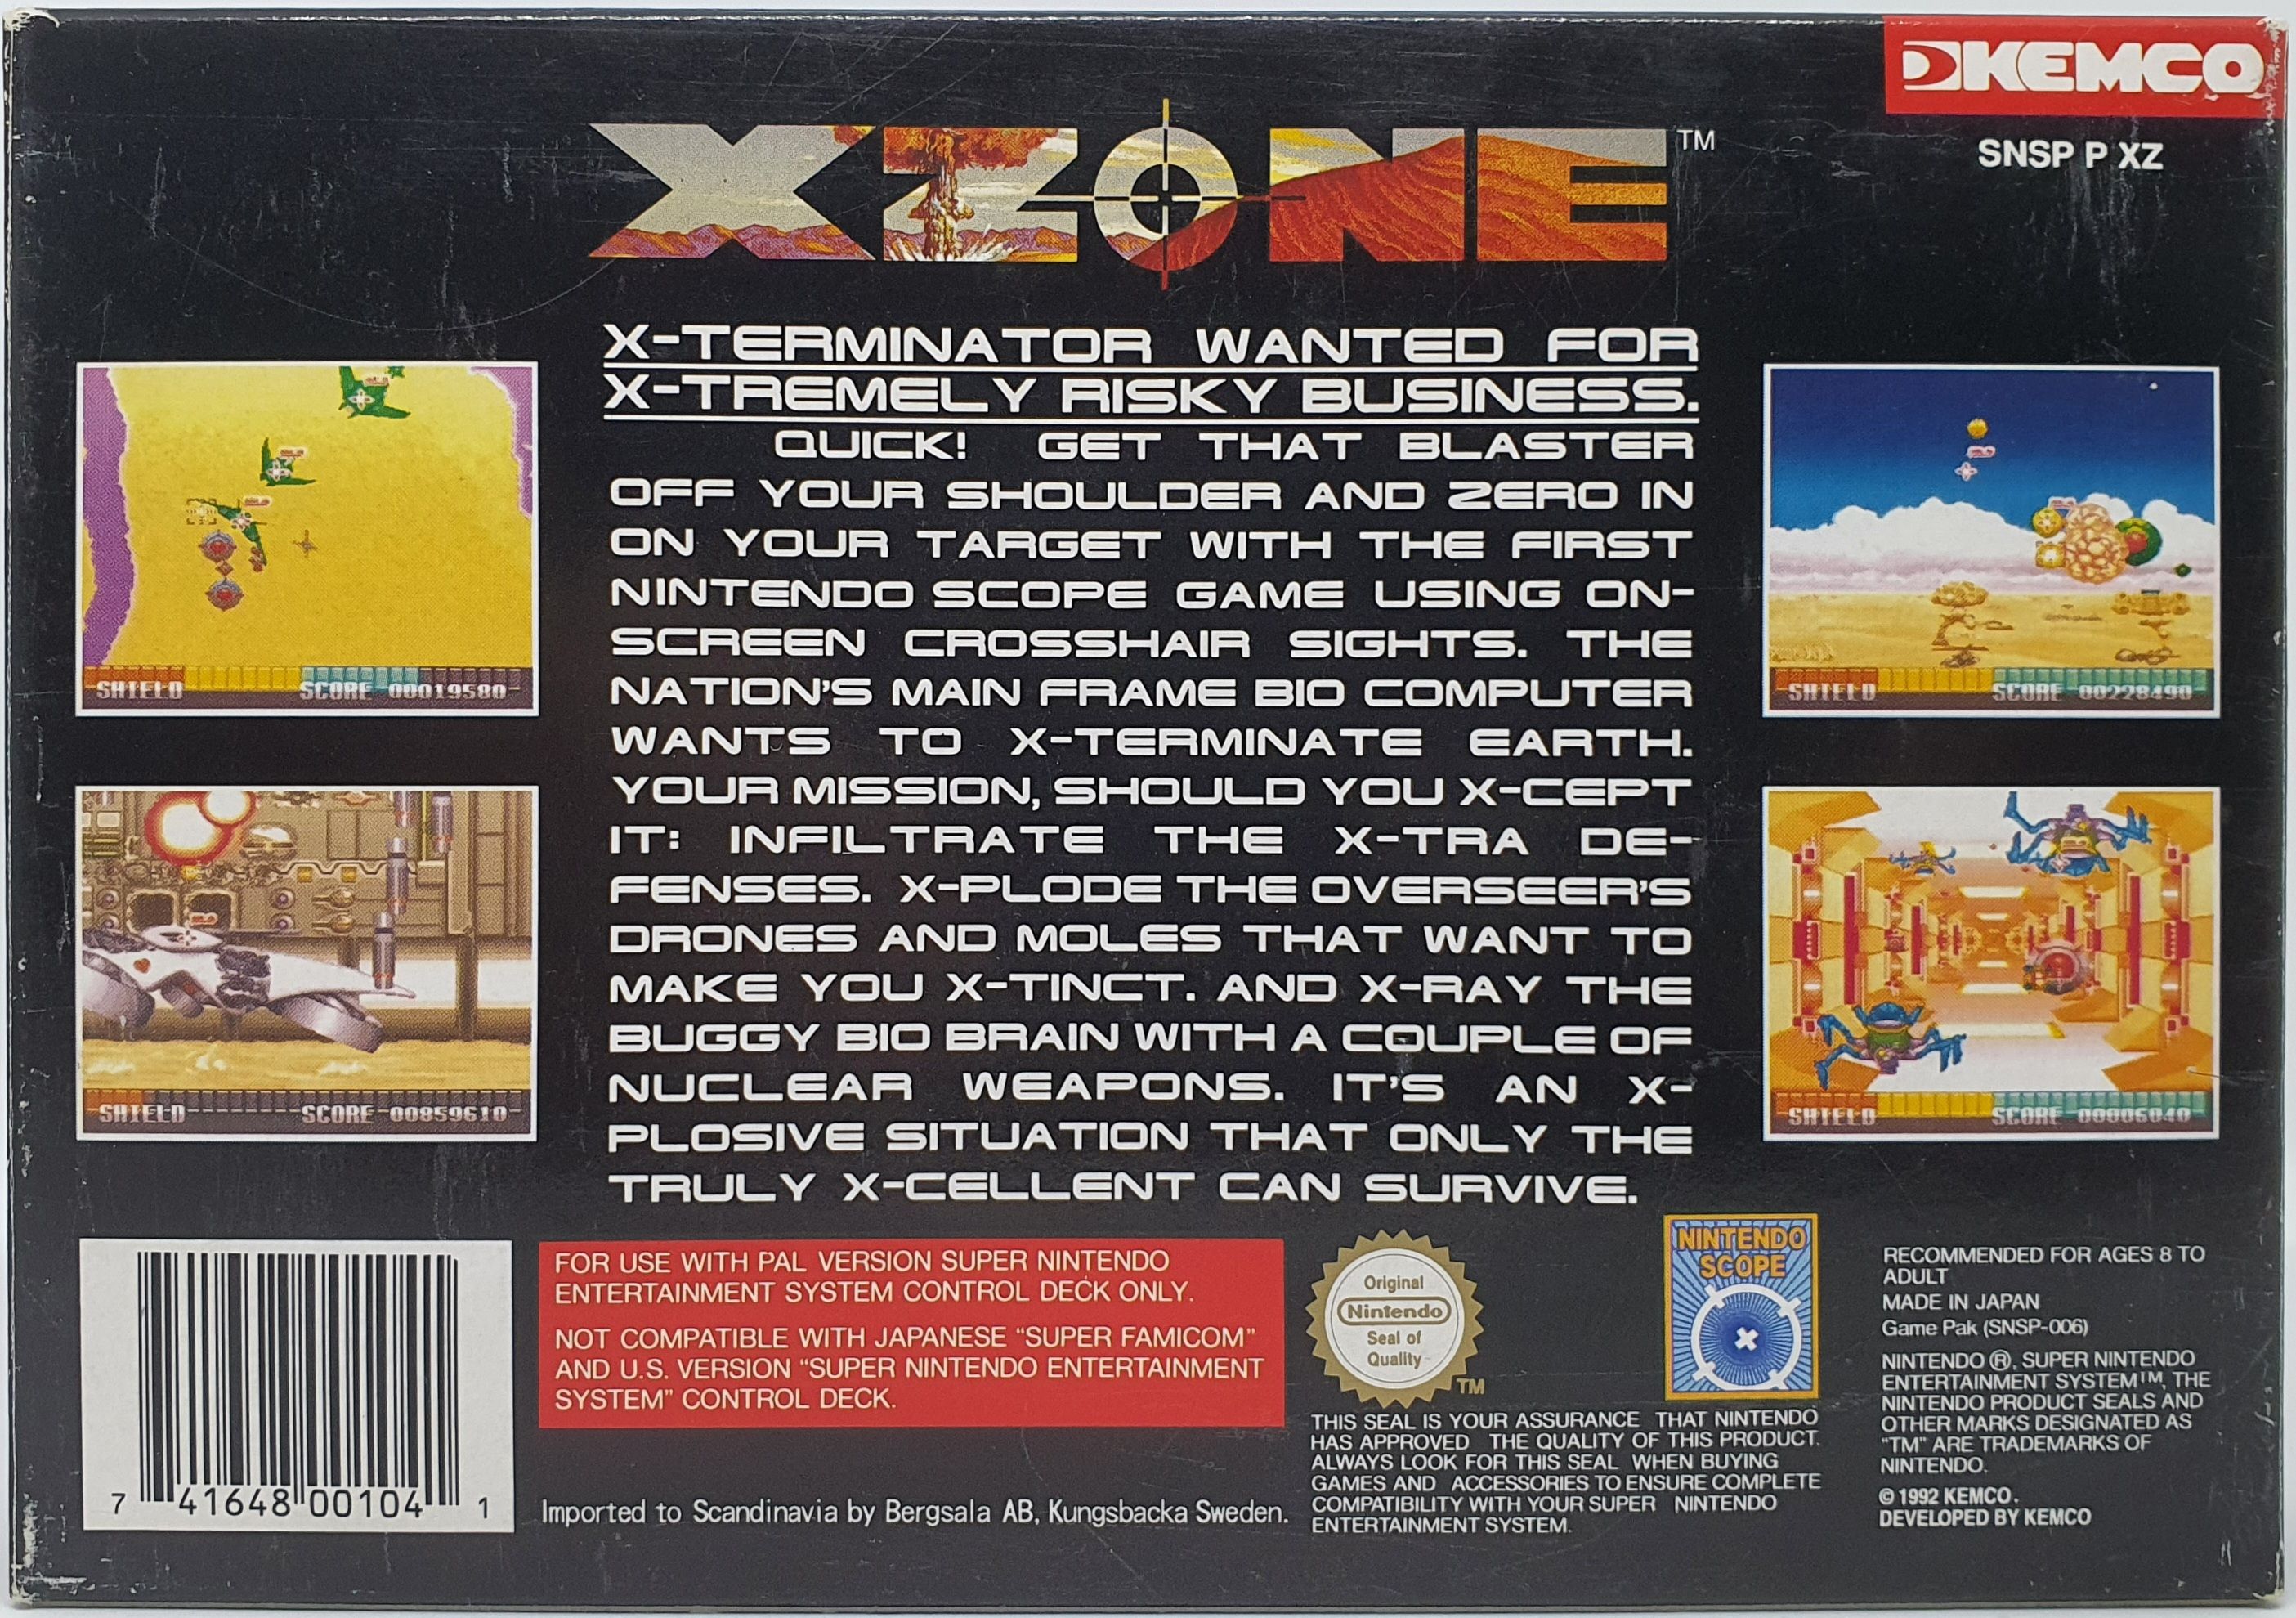 KEMCO
SNSP P XZ
XZONE™
X-TERMINATOR WANTED FOR
X-TREMELY RISKY BUSINESS.
QUICK! GET THAT BLASTER
OFF YOUR SHOULDER AND ZERO IN
ON YOUR TARGET WITH THE FIRST
NINTENDO SCOPE GAME USING ON-
SCREEN CROSSHAIR SIGHTS. THE
NATION'S MAIN FRAME BIO COMPUTER
WANTS TO X-TERMINATE EARTH.
YOUR MISSION, SHOULD YOU X-CEPT
IT: INFILTRATE THE X-TRA DE-
FENSES. X-PLODE THE OVERSEER'S
DRONES AND MOLES THAT WANT TO
MAKE YOU X-TINCT. AND X-RAY THE
BUGGY BIO BRAIN WITH A COUPLE OF
NUCLEAR WEAPONS. IT'S AN X-
PLOSIVE SITUATION THAT ONLY THE
TRULY X-CELLENT CAN SURVIVE.
SHIELD SCORE 00019580
SHIELD SCORE 00859610
SHIELD SCORE 00228490
SHIELD SCORE 00006040
7 41648 00104 1
FOR USE WITH PAL VERSION SUPER NINTENDO
ENTERTAINMENT SYSTEM CONTROL DECK ONLY.
NOT COMPATIBLE WITH JAPANESE "SUPER FAMICOM"
AND U.S. VERSION "SUPER NINTENDO ENTERTAINMENT
SYSTEM" CONTROL DECK.
Imported to Scandinavia by Bergsala AB, Kungsbacka Sweden.
Original
Nintendo
Seal of
Quality
TM
NINTENDO
SCOPE
THIS SEAL IS YOUR ASSURANCE THAT NINTENDO
HAS APPROVED THE QUALITY OF THIS PRODUCT.
ALWAYS LOOK FOR THIS SEAL WHEN BUYING
GAMES AND ACCESSORIES TO ENSURE COMPLETE
COMPATIBILITY WITH YOUR SUPER NINTENDO
ENTERTAINMENT SYSTEM.
RECOMMENDED FOR AGES 8 TO
ADULT
MADE IN JAPAN
Game Pak (SNSP-006)
NINTENDO ®, SUPER NINTENDO
ENTERTAINMENT SYSTEM™, THE
NINTENDO PRODUCT SEALS AND
OTHER MARKS DESIGNATED AS
"TM" ARE TRADEMARKS OF
NINTENDO.
© 1992 KEMCO.
DEVELOPED BY KEMCO